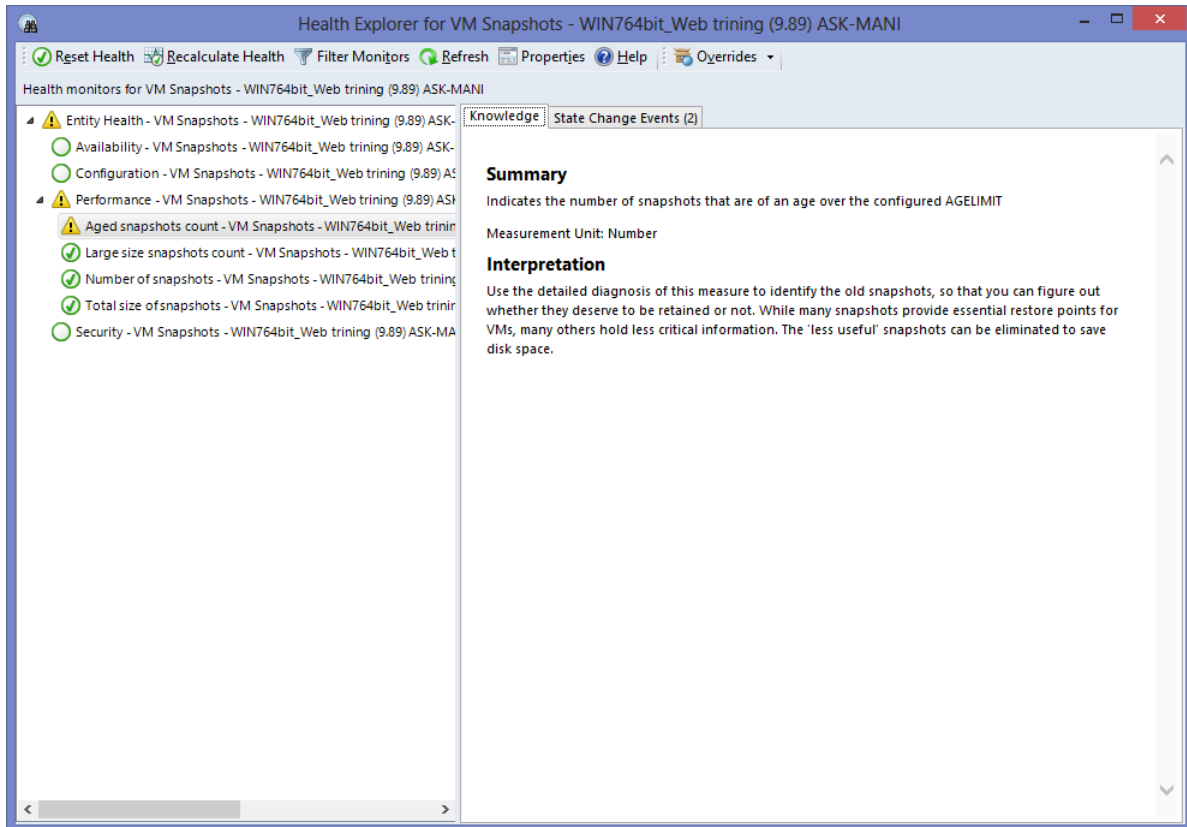 Health Explorer for VM Snapshots - WIN764bit_Web trining (9.89) ASK-MANI
Reset Health Recalculate Health Filter Monitors Refresh Properties Help Overrides
Health monitors for VM Snapshots - WIN764bit_Web trining (9.89) ASK-MANI
Entity Health - VM Snapshots - WIN764bit_Web trining (9.89) ASK-
Availability - VM Snapshots - WIN764bit_Web trining (9.89) ASK-
Configuration - VM Snapshots - WIN764bit_Web trining (9.89) AS
Performance - VM Snapshots - WIN764bit_Web trining (9.89) ASK
Aged snapshots count - VM Snapshots - WIN764bit_Web trinin
Large size snapshots count - VM Snapshots - WIN764bit_Web t
Number of snapshots - VM Snapshots - WIN764bit_Web trining
Total size of snapshots - VM Snapshots - WIN764bit_Web trinin
Security - VM Snapshots - WIN764bit_Web trining (9.89) ASK-MA
Knowledge State Change Events (2)
Summary
Indicates the number of snapshots that are of an age over the configured AGELIMIT
Measurement Unit: Number
Interpretation
Use the detailed diagnosis of this measure to identify the old snapshots, so that you can figure out
whether they deserve to be retained or not. While many snapshots provide essential restore points for
VMs, many others hold less critical information. The 'less useful' snapshots can be eliminated to save
disk space.